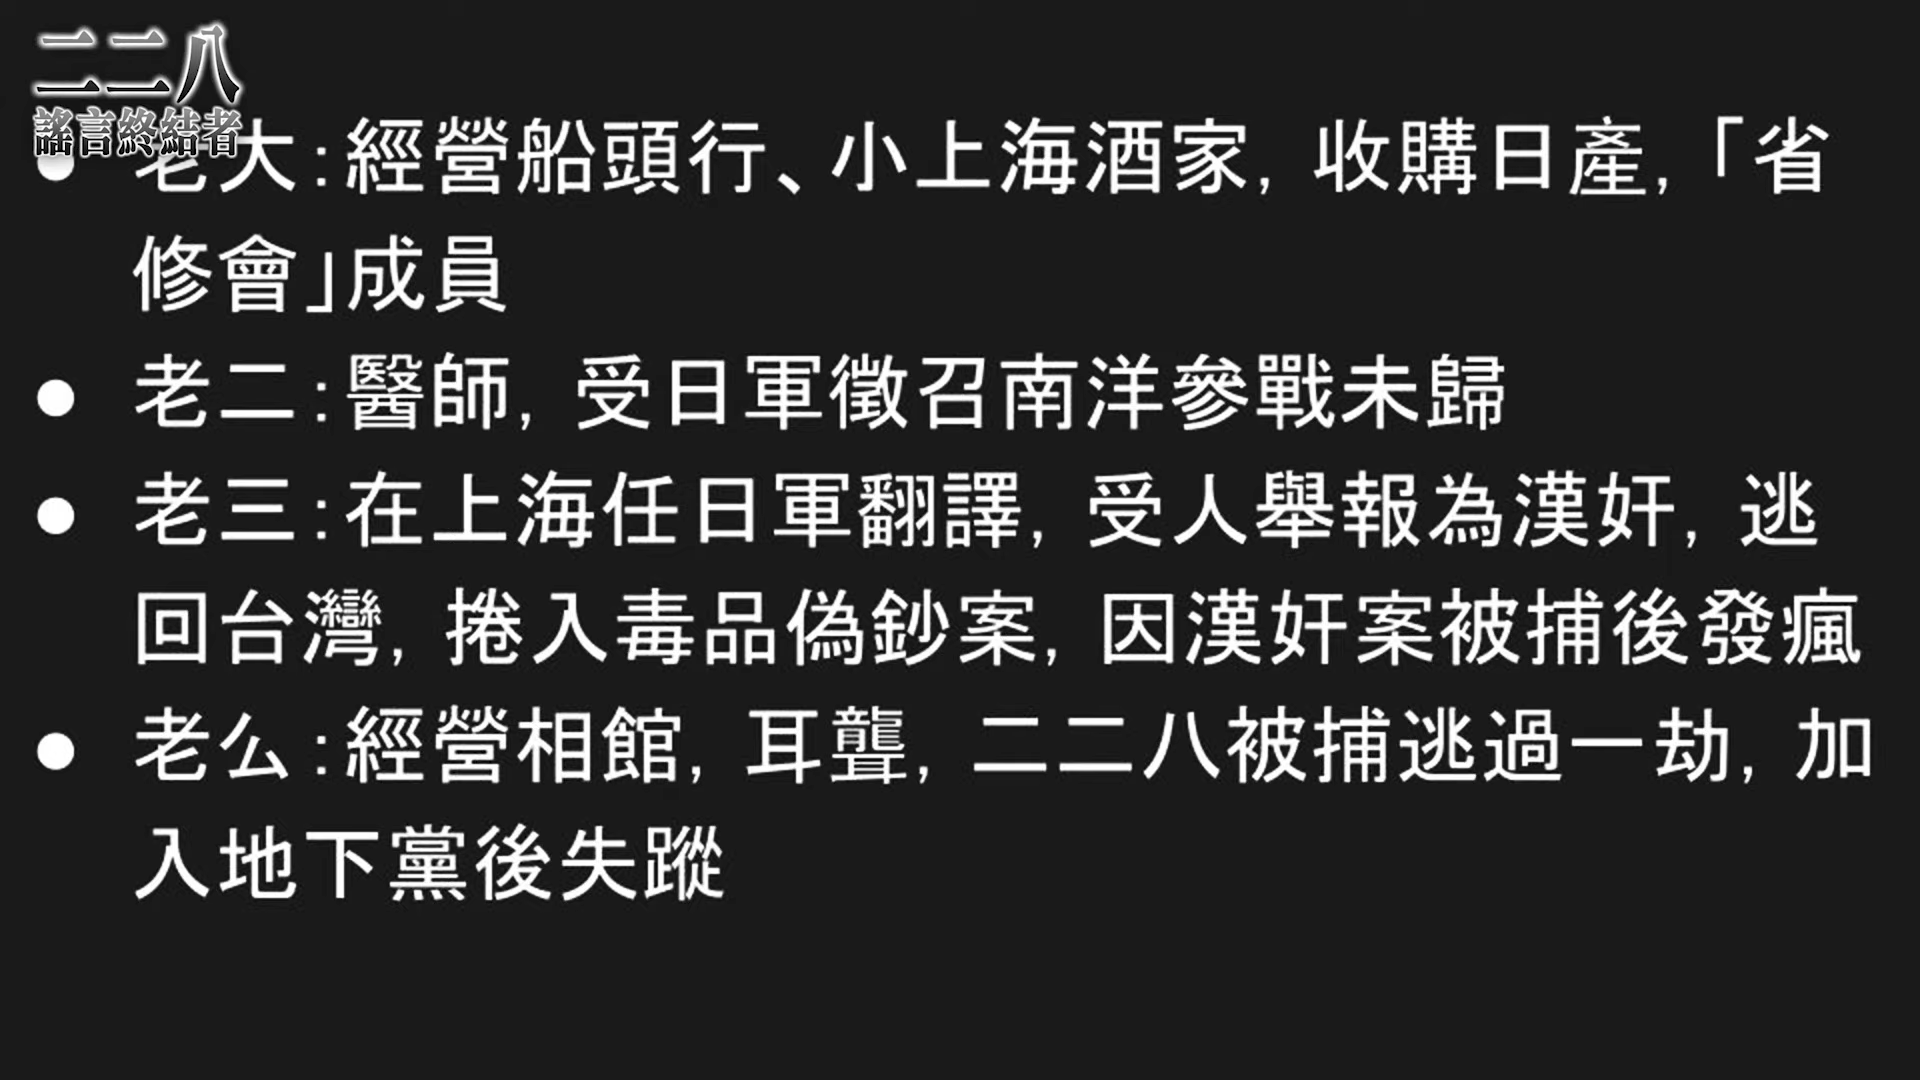 二二八
謠言終結者
● 老大:經營船頭行、小上海酒家, 收購日產,「省
修會」成員
● 老二:醫師, 受日軍徵召南洋參戰未歸
● 老三:在上海任日軍翻譯, 受人舉報為漢奸, 逃
回台灣, 捲入毒品偽鈔案, 因漢奸案被捕後發瘋
● 老么:經營相館, 耳聾, 二二八被捕逃過一劫, 加
入地下黨後失蹤